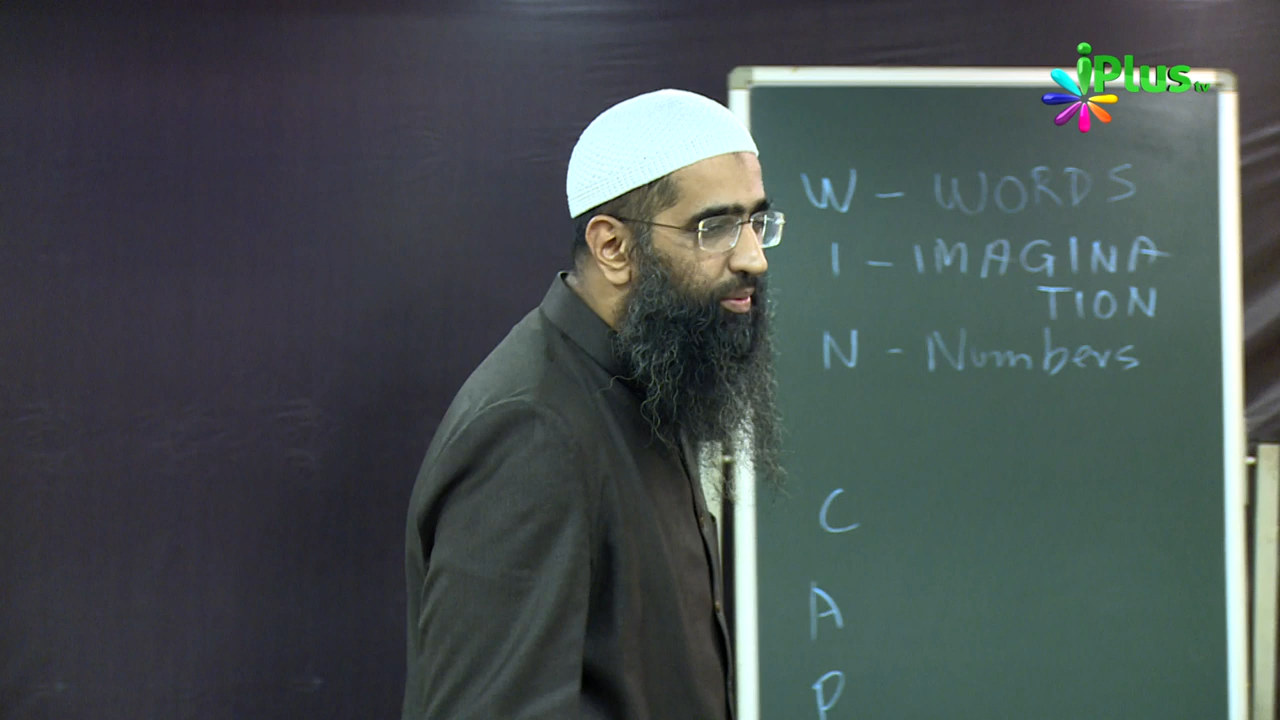 iPlus tv
W - WORDS
I - IMAGINA
TION
N - Numbers
C
A
P